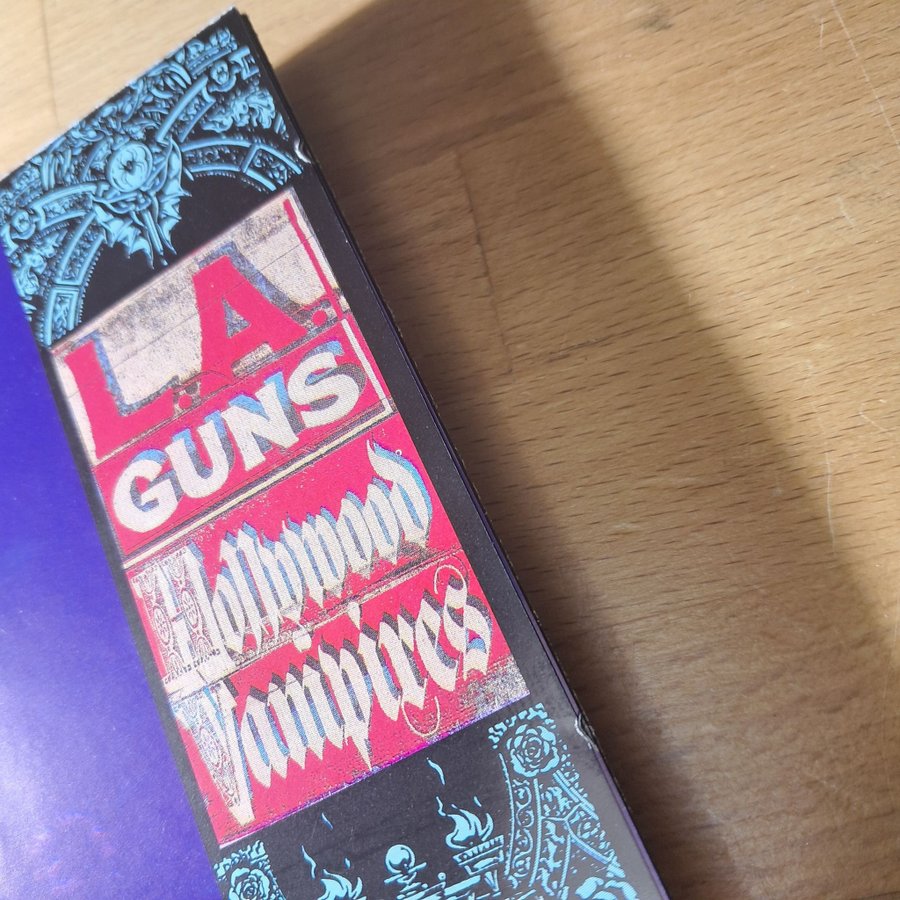 L.A.
GUNS
Hollywood
Vampires